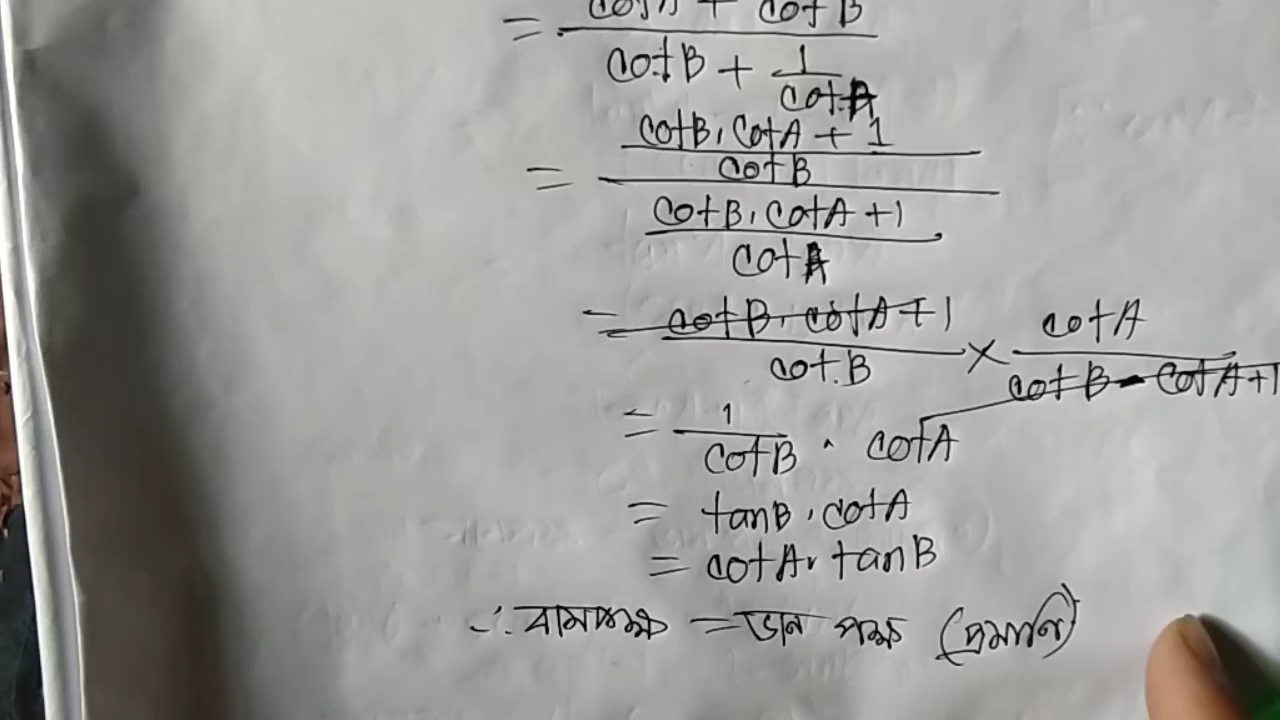 = cotA + cotB
cotB + 1/cotA
= cotB.cotA + 1
cotB
cotB.cotA + 1
cotA
= cotB.cotA + 1/cot.B × cotA/cotB - cotA+1
= 1/cotB . cotA
= tanB.cotA
= cotA. tanB
∴ বামপক্ষ = ডান পক্ষ (প্রমানিত)